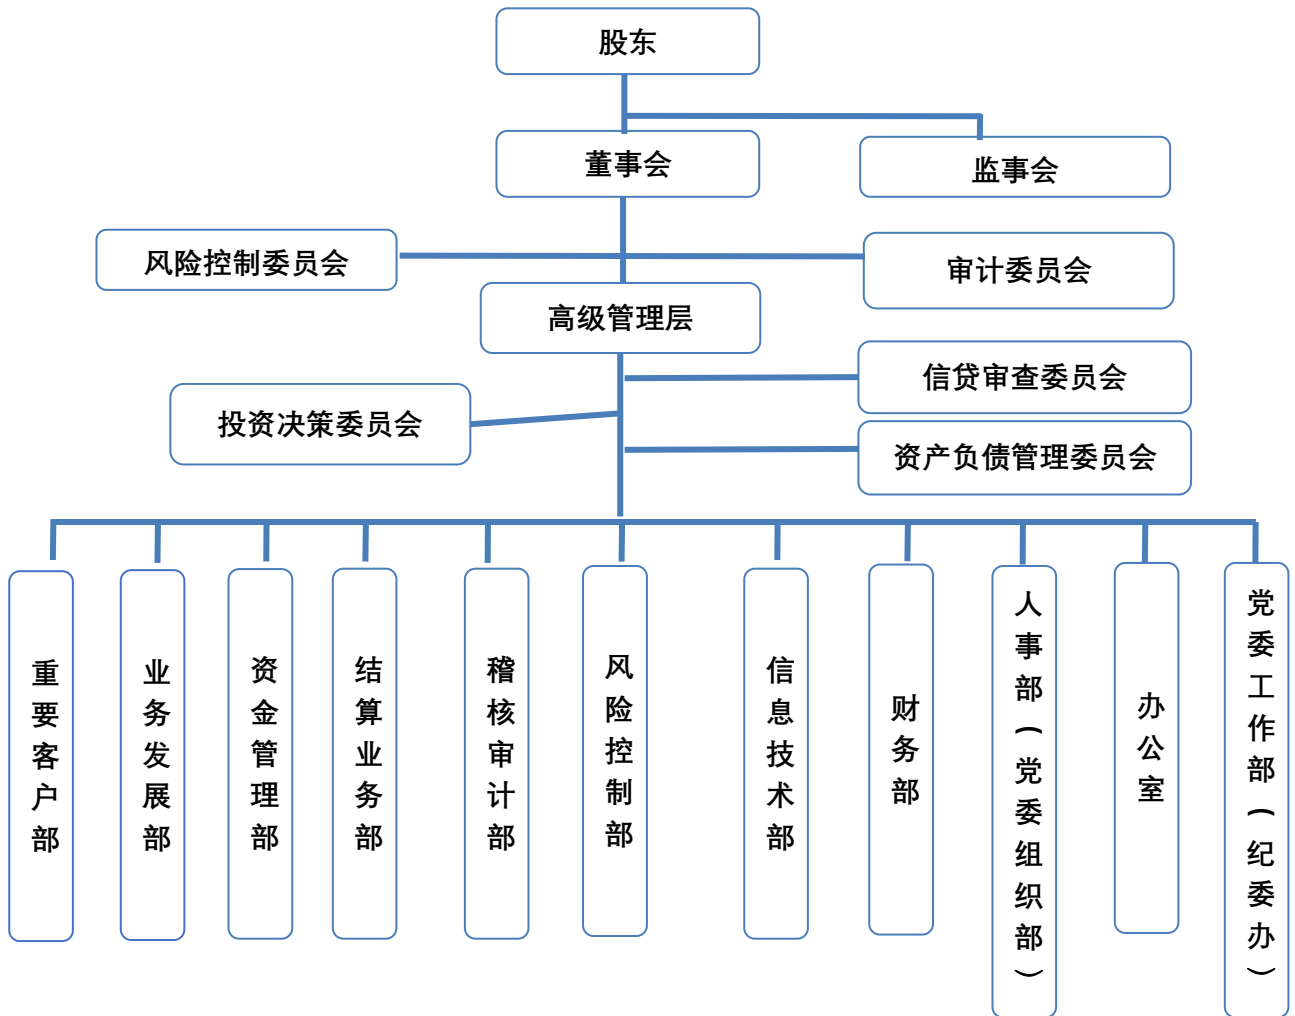 股东
董事会
监事会
风险控制委员会
审计委员会
高级管理层
信贷审查委员会
投资决策委员会
资产负债管理委员会
重要客户部
业务发展部
资金管理部
结算业务部
稽核审计部
风险控制部
信息技术部
财务部
人事部（党委组织部）
办公室
党委工作部（纪委办）